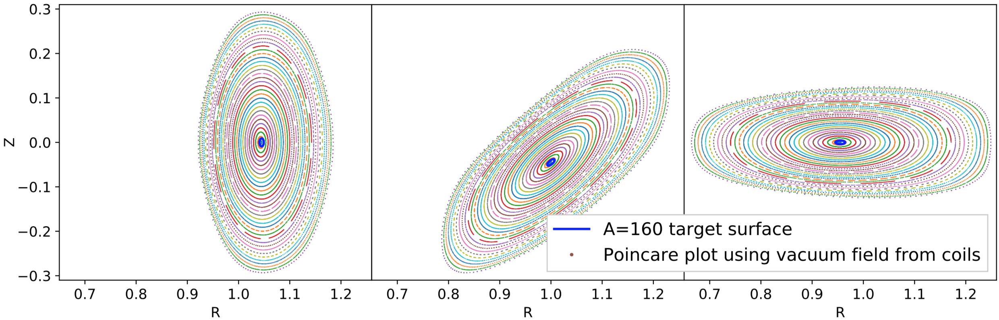 0.3
0.2
0.1
0.0
−0.1
−0.2
−0.3
Z
A=160 target surface
Poincare plot using vacuum field from coils
0.7 0.8 0.9 1.0 1.1 1.2
0.7 0.8 0.9 1.0 1.1 1.2
0.7 0.8 0.9 1.0 1.1 1.2
R
R
R